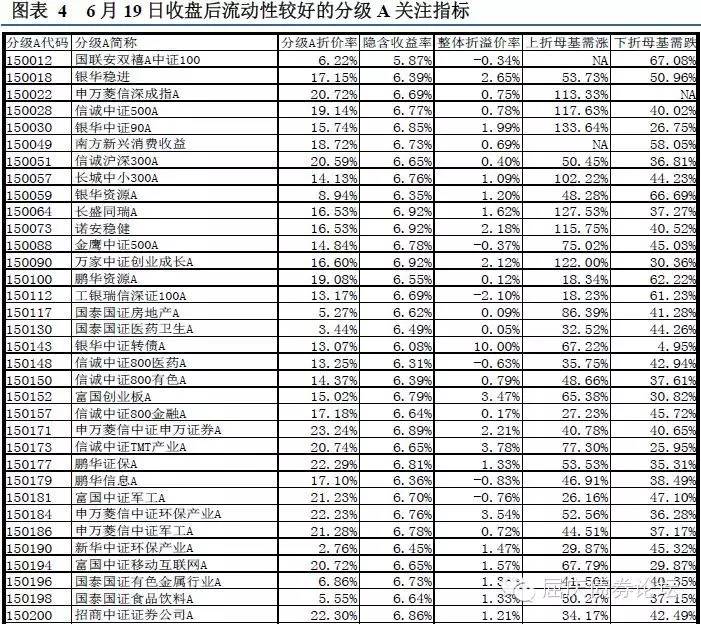 图表 4 6 月 19 日收盘后流动性较好的分级 A 关注指标
分级A代码 分级A简称 分级A折价率 隐含收益率 整体折溢价率 上折母基需涨 下折母基需跌
150012 国联安双禧A中证100 6.22% 5.87% -0.34% NA 67.08%
150018 银华稳进 17.15% 6.39% 2.65% 53.73% 50.96%
150022 申万菱信深成指A 20.72% 6.69% 0.75% 113.33% NA
150028 信诚中证500A 19.14% 6.77% 0.78% 117.63% 40.02%
150030 银华中证90A 15.74% 6.85% 1.99% 133.64% 26.75%
150049 南方新兴消费收益 18.72% 6.73% 0.69% NA 58.05%
150051 信诚沪深300A 20.59% 6.65% 0.40% 50.45% 36.81%
150057 长城中小300A 14.13% 6.76% 1.09% 102.22% 44.23%
150059 银华资源A 8.94% 6.35% 1.20% 48.28% 66.69%
150064 长盛同瑞A 16.53% 6.92% 1.62% 127.53% 37.27%
150073 诺安稳健 16.53% 6.92% 2.18% 115.75% 40.52%
150088 金鹰中证500A 14.84% 6.78% -0.37% 75.02% 45.03%
150090 万家中证创业成长A 16.60% 6.92% 2.12% 122.00% 30.36%
150100 鹏华资源A 19.08% 6.55% 0.12% 18.34% 62.22%
150112 工银瑞信深证100A 13.17% 6.69% -2.10% 18.23% 61.23%
150117 国泰国证房地产A 5.27% 6.62% 0.09% 86.39% 41.28%
150130 国泰国证医药卫生A 3.44% 6.49% 0.05% 32.52% 44.26%
150143 银华中证转债A 13.07% 6.08% 10.00% 67.22% 4.95%
150148 信诚中证800医药A 13.25% 6.31% -0.63% 35.75% 42.94%
150150 信诚中证800有色A 14.37% 6.39% 0.79% 48.66% 37.61%
150152 富国创业板A 15.02% 6.79% 3.47% 65.38% 30.82%
150157 信诚中证800金融A 17.18% 6.64% 0.17% 27.23% 45.72%
150171 申万菱信中证申万证券A 23.24% 6.89% 2.21% 40.78% 40.65%
150173 信诚中证TMT产业A 20.74% 6.65% 3.78% 77.30% 25.95%
150177 鹏华证保A 22.29% 6.81% 1.33% 53.53% 35.31%
150179 鹏华信息A 17.10% 6.36% -0.83% 46.91% 38.49%
150181 富国中证军工A 21.23% 6.70% -0.76% 26.16% 47.10%
150184 申万菱信中证环保产业A 22.23% 6.76% 3.54% 52.56% 36.28%
150186 申万菱信中证军工A 21.28% 6.78% 0.72% 44.51% 37.17%
150190 新华中证环保产业A 2.76% 6.45% 1.47% 29.87% 45.32%
150194 富国中证移动互联网A 20.72% 6.65% 1.57% 67.79% 29.87%
150196 国泰国证有色金属行业A 6.86% 6.73% 40.35%
150198 国泰国证食品饮料A 5.55% 6.64% 1.33% 50.27% 37.15%
150200 招商中证证券公司A 22.30% 6.86% 1.21% 34.17% 42.49%